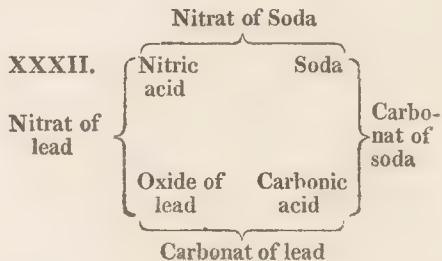 Nitrat of Soda
XXXII.
Nitric Soda
acid
Nitrat of
lead
Carbo-
nat of
soda
Oxide of Carbonic
lead acid
Carbonat of lead